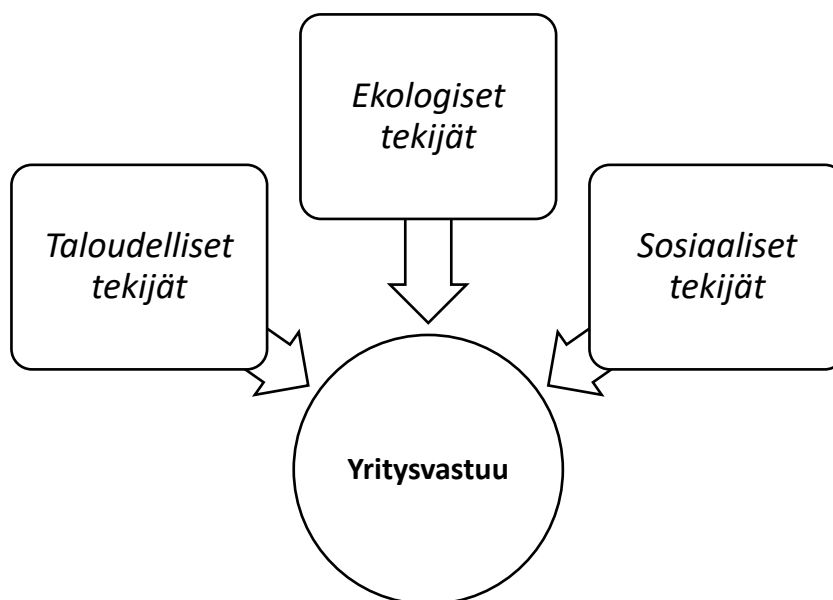 Ekologiset
tekijät
Taloudelliset
tekijät
Sosiaaliset
tekijät
Yritysvastuu